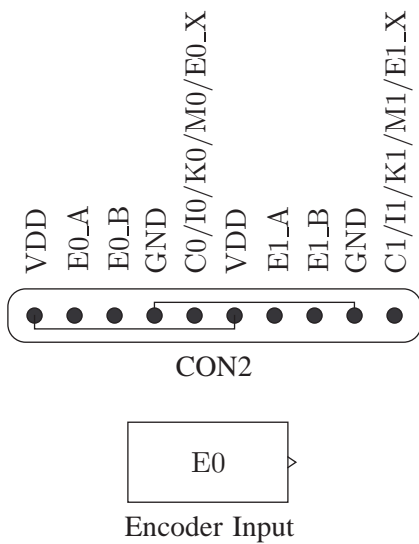 VDD
E0_A
E0_B
GND
C0/I0/K0/M0/E0_X
VDD
E1_A
E1_B
GND
C1/I1/K1/M1/E1_X
CON2
E0
Encoder Input